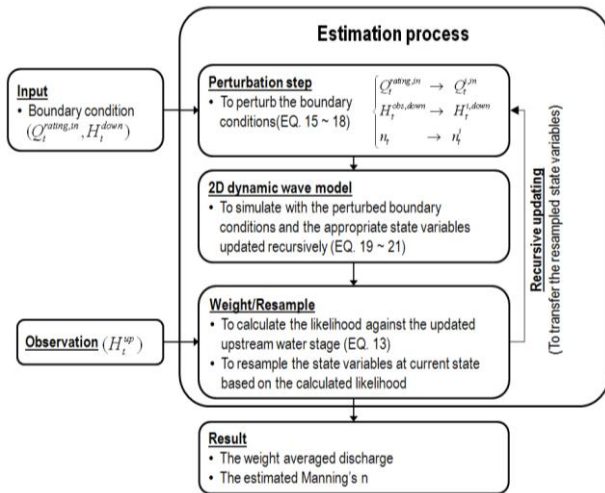 Estimation process
Input
• Boundary condition
(Q_t^{rating,in}, H_t^{down})
Perturbation step
• To perturb the boundary
conditions(EQ. 15 ~ 18)
Q_t^{rating,in} → Q_t^{i,in}
H_t^{obs,down} → H_t^{i,down}
n_t → n_t^i
2D dynamic wave model
• To simulate with the perturbed boundary
conditions and the appropriate state variables
updated recursively (EQ. 19 ~ 21)
Recursive updating
(To transfer the resampled state variables)
Observation (H_t^{up})
Weight/Resample
• To calculate the likelihood against the updated
upstream water stage (EQ. 13)
• To resample the state variables at current state
based on the calculated likelihood
Result
• The weight averaged discharge
• The estimated Manning's n